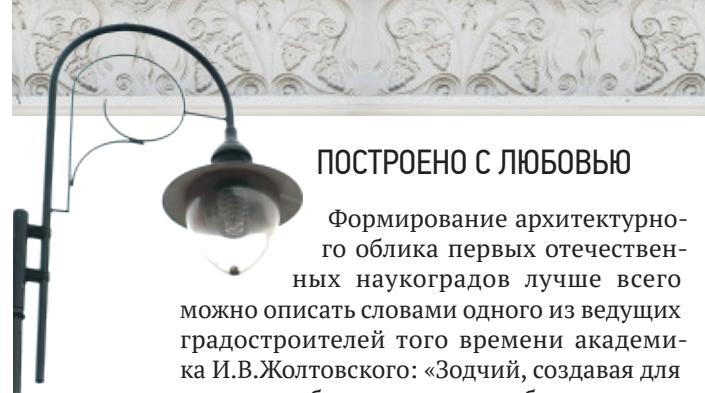 ПОСТРОЕНО С ЛЮБОВЬЮ
Формирование архитектурно-
го облика первых отечествен-
ных наукоградов лучше всего
можно описать словами одного из ведущих
градостроителей того времени академи-
ка И.В.Жолтовского: «Зодчий, создавая для